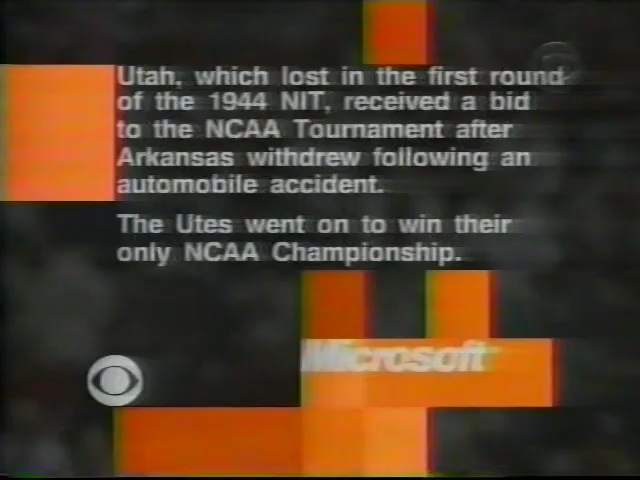 Utah, which lost in the first round
of the 1944 NIT, received a bid
to the NCAA Tournament after
Arkansas withdrew following an
automobile accident.
The Utes went on to win their
only NCAA Championship.
Microsoft